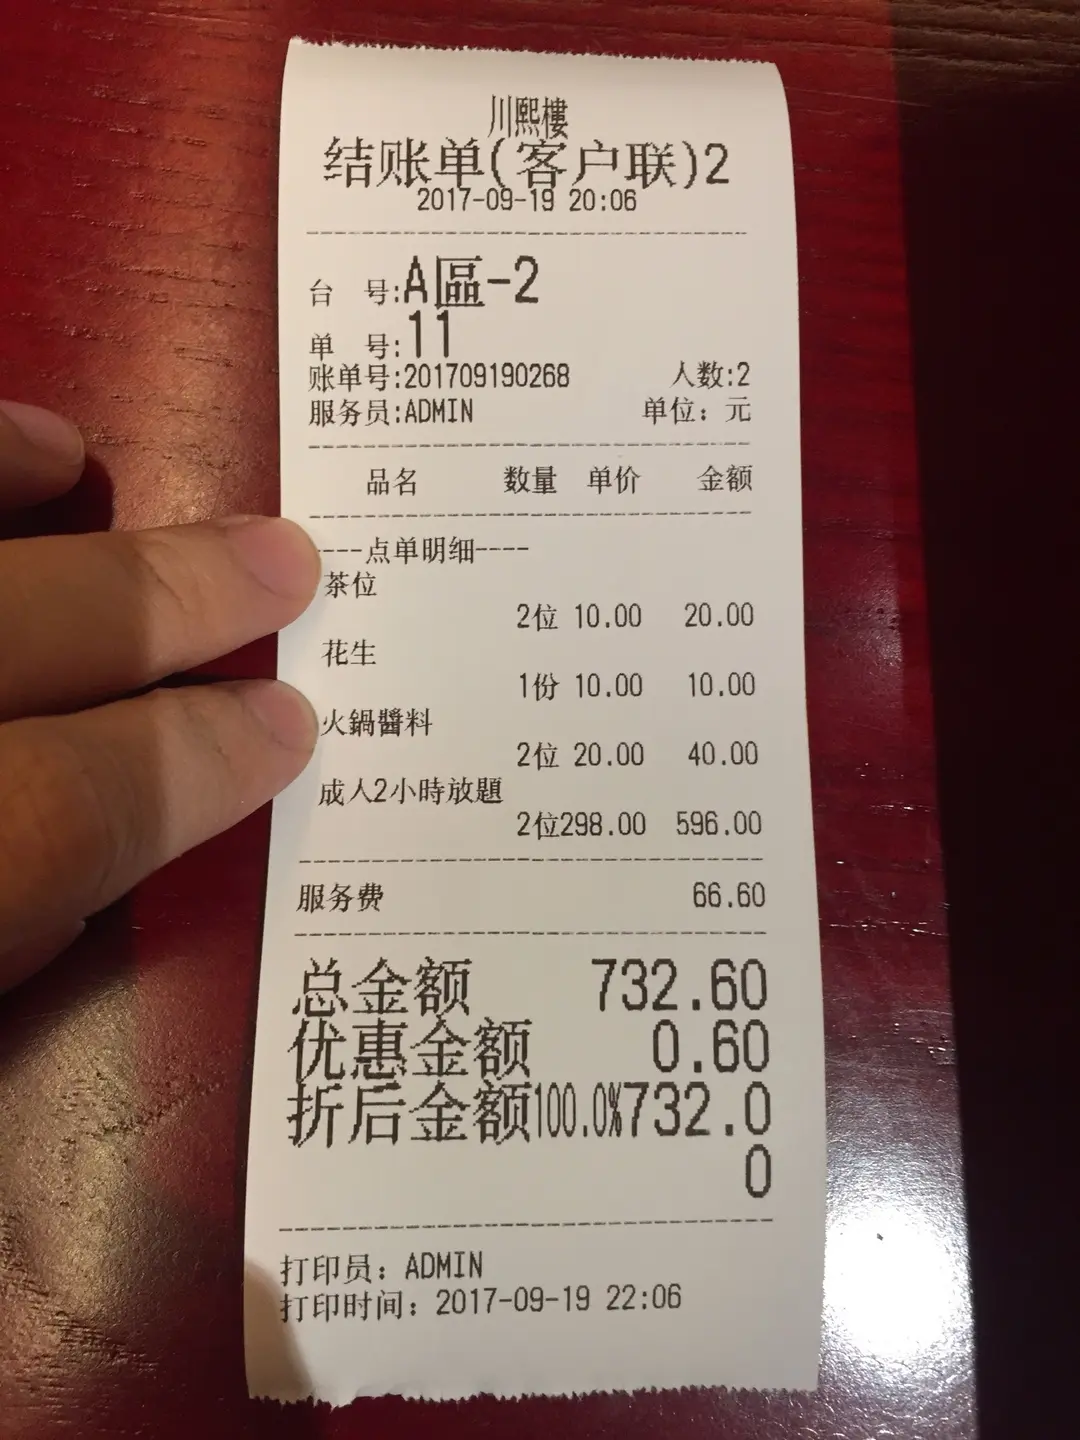 川熙樓
结账单(客户联)2
2017-09-19 20:06
台 号:A區-2
单 号:11
账单号:201709190268 人数:2
服务员:ADMIN 单位：元
品名 数量 单价 金额
----点单明细----
茶位
2位 10.00 20.00
花生
1份 10.00 10.00
火鍋醬料
2位 20.00 40.00
成人2小時放題
2位298.00 596.00
服务费 66.60
总金额 732.60
优惠金额 0.60
折后金额100.0%732.0
0
打印员：ADMIN
打印时间：2017-09-19 22:06